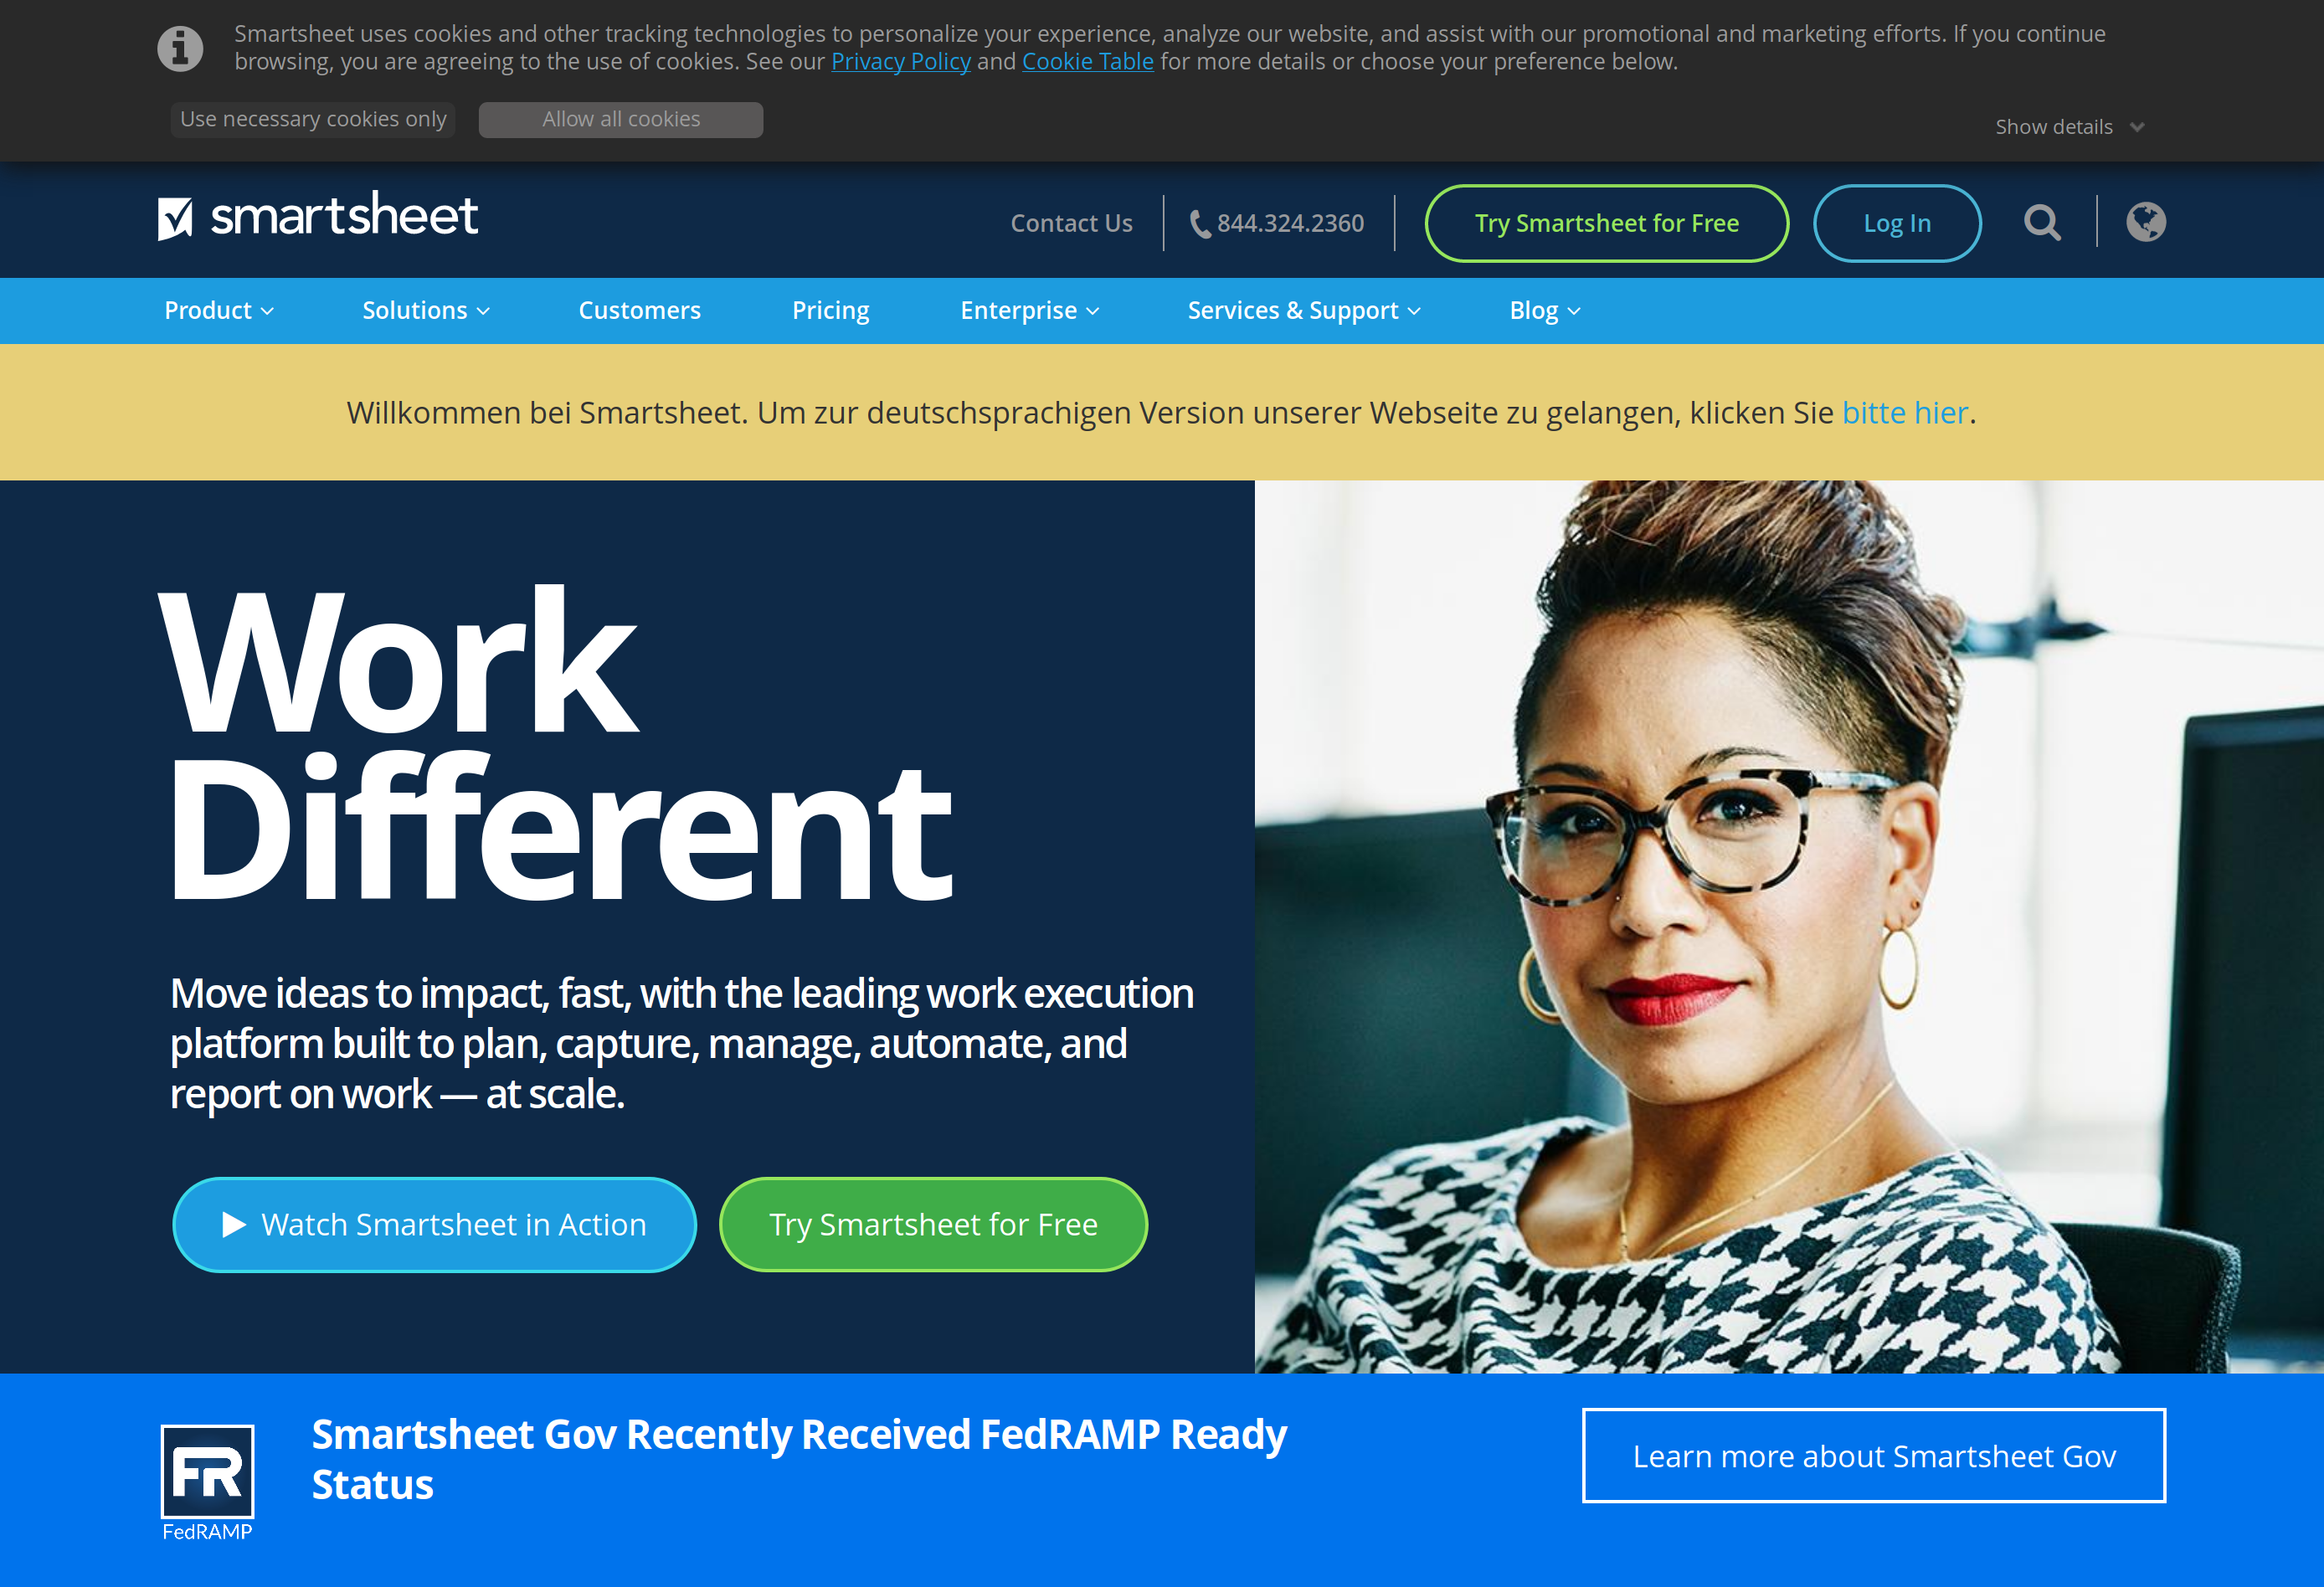 Smartsheet uses cookies and other tracking technologies to personalize your experience, analyze our website, and assist with our promotional and marketing efforts. If you continue
browsing, you are agreeing to the use of cookies. See our Privacy Policy and Cookie Table for more details or choose your preference below.
Use necessary cookies only
Allow all cookies
Show details
smartsheet
Contact Us
844.324.2360
Try Smartsheet for Free
Log In
Product
Solutions
Customers
Pricing
Enterprise
Services & Support
Blog
Willkommen bei Smartsheet. Um zur deutschsprachigen Version unserer Webseite zu gelangen, klicken Sie bitte hier.
Work
Different
Move ideas to impact, fast, with the leading work execution
platform built to plan, capture, manage, automate, and
report on work — at scale.
Watch Smartsheet in Action
Try Smartsheet for Free
FR
FedRAMP
Smartsheet Gov Recently Received FedRAMP Ready
Status
Learn more about Smartsheet Gov